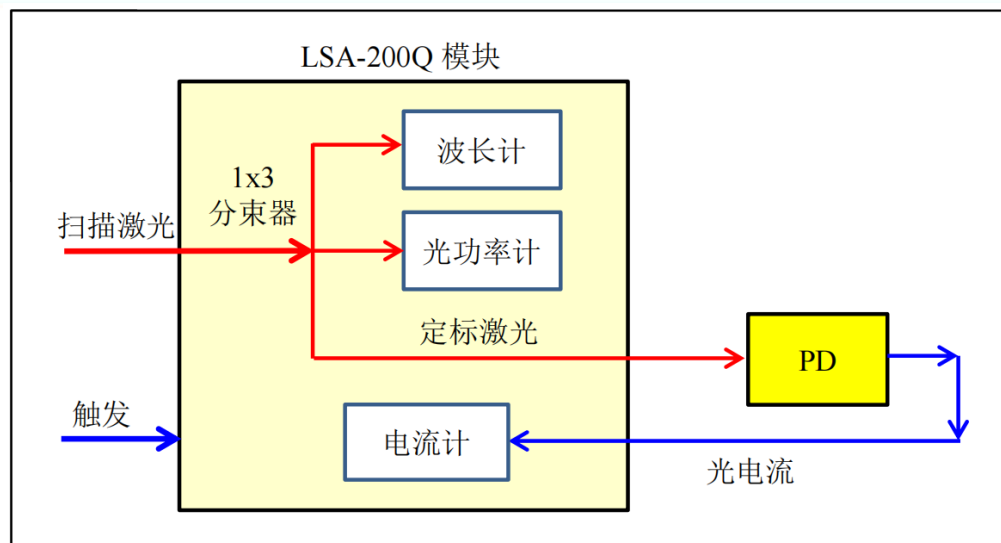 LSA-200Q 模块
波长计
1x3
分束器
扫描激光
光功率计
定标激光
PD
触发
电流计
光电流